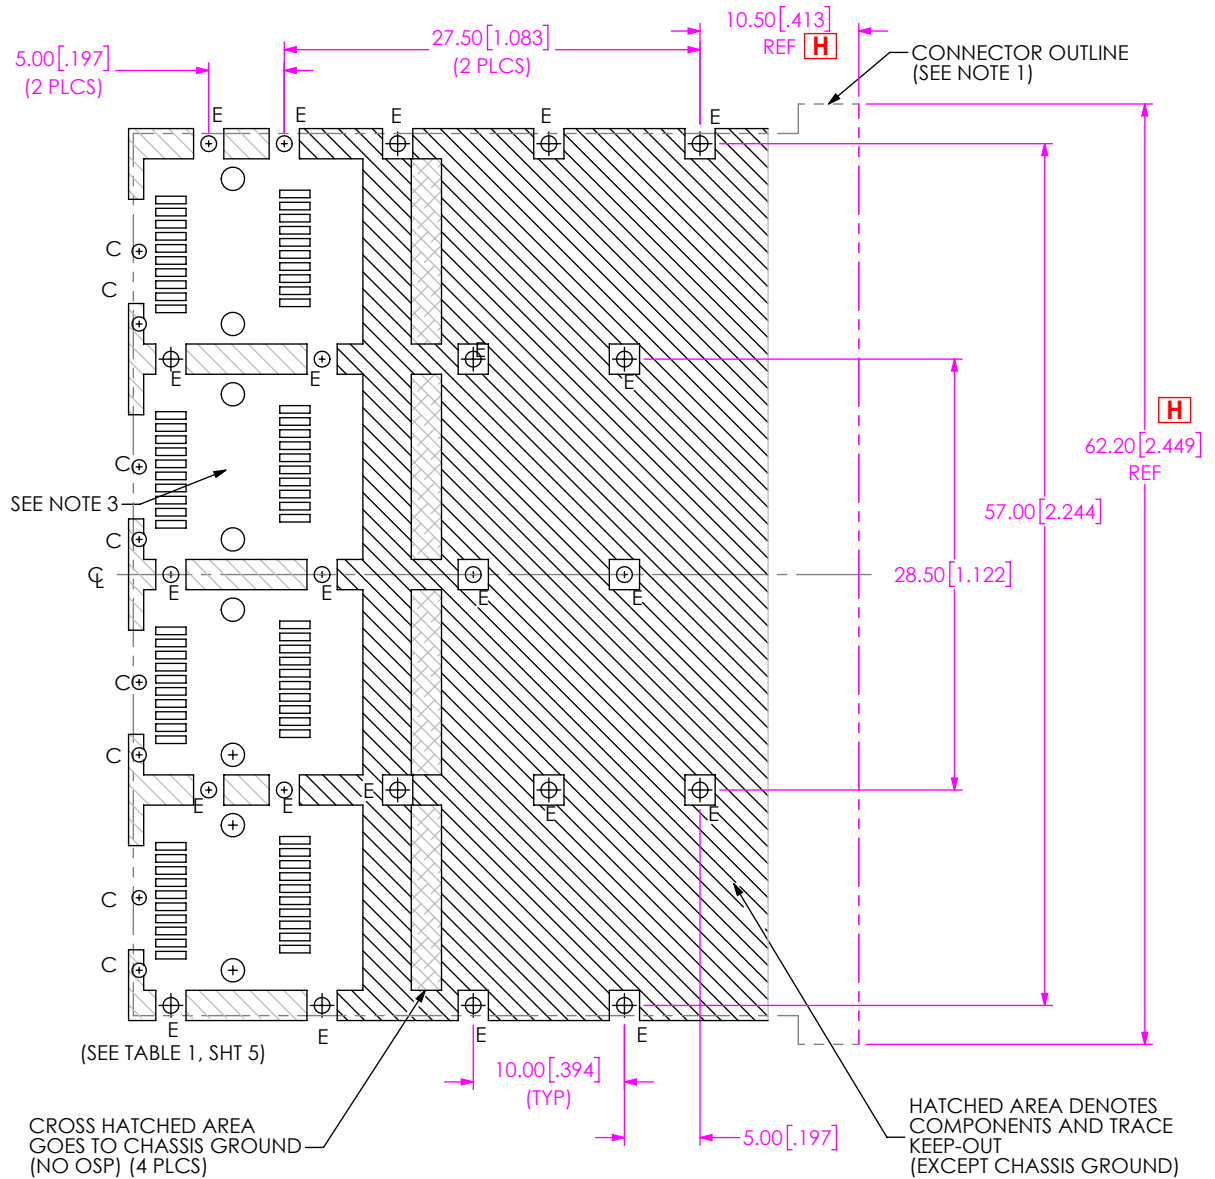 10.50[.413]
REF H
27.50[1.083]
(2 PLCS)
5.00[.197]
(2 PLCS)
CONNECTOR OUTLINE
(SEE NOTE 1)
E E E E E
C
C
E E E E
H
62.20[2.449]
REF
C
SEE NOTE 3
57.00[2.244]
C
℄
28.50[1.122]
E E E E
C
C
E E E E E
C
C
E E E E
(SEE TABLE 1, SHT 5)
10.00[.394]
(TYP)
5.00[.197]
CROSS HATCHED AREA
GOES TO CHASSIS GROUND
(NO OSP) (4 PLCS)
HATCHED AREA DENOTES
COMPONENTS AND TRACE
KEEP-OUT
(EXCEPT CHASSIS GROUND)